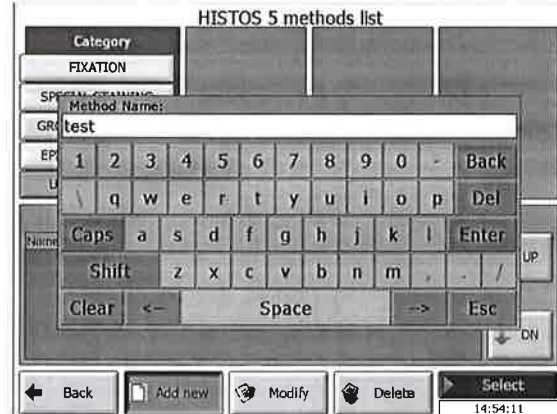 HISTOS 5 methods list
Category
FIXATION
Method Name:
test
1 2 3 4 5 6 7 8 9 0 - Back
\ q w e r t y u i o p Del
Name
Caps a s d f g h j k l Enter
UP
Shift z x c v b n m , . /
Clear <-- Space --> Esc
DN
Back Add new Modify Delete Select
14:54:11